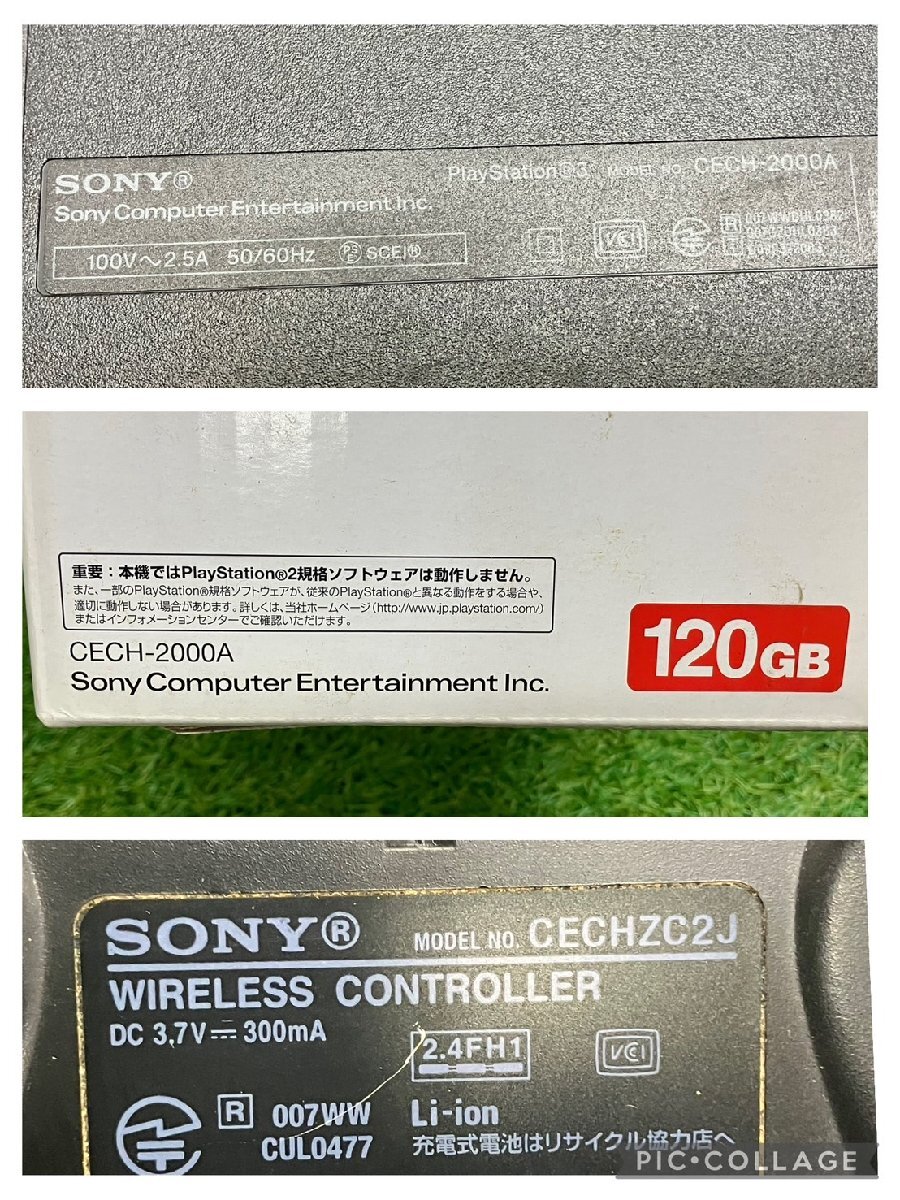 SONY®
PlayStation®3 MODEL NO. CECH-2000A
Sony Computer Entertainment Inc.
100V～2.5A 50/60Hz PSE SCEI®
VCI
R
T
重要：本機ではPlayStation®2規格ソフトウェアは動作しません。
また、一部のPlayStation®規格ソフトウェアが、従来のPlayStation®と異なる動作をする場合や、
適切に動作しない場合があります。詳しくは、当社ホームページ(http://www.jp.playstation.com/)
またはインフォメーションセンターでご確認いただけます。
CECH-2000A
Sony Computer Entertainment Inc.
120GB
SONY®
MODEL NO. CECHZC2J
WIRELESS CONTROLLER
DC 3.7V⎓300mA
2.4FH1
VCI
R 007WW
CUL0477
Li-ion
充電式電池はリサイクル協力店へ
PIC•COLLAGE